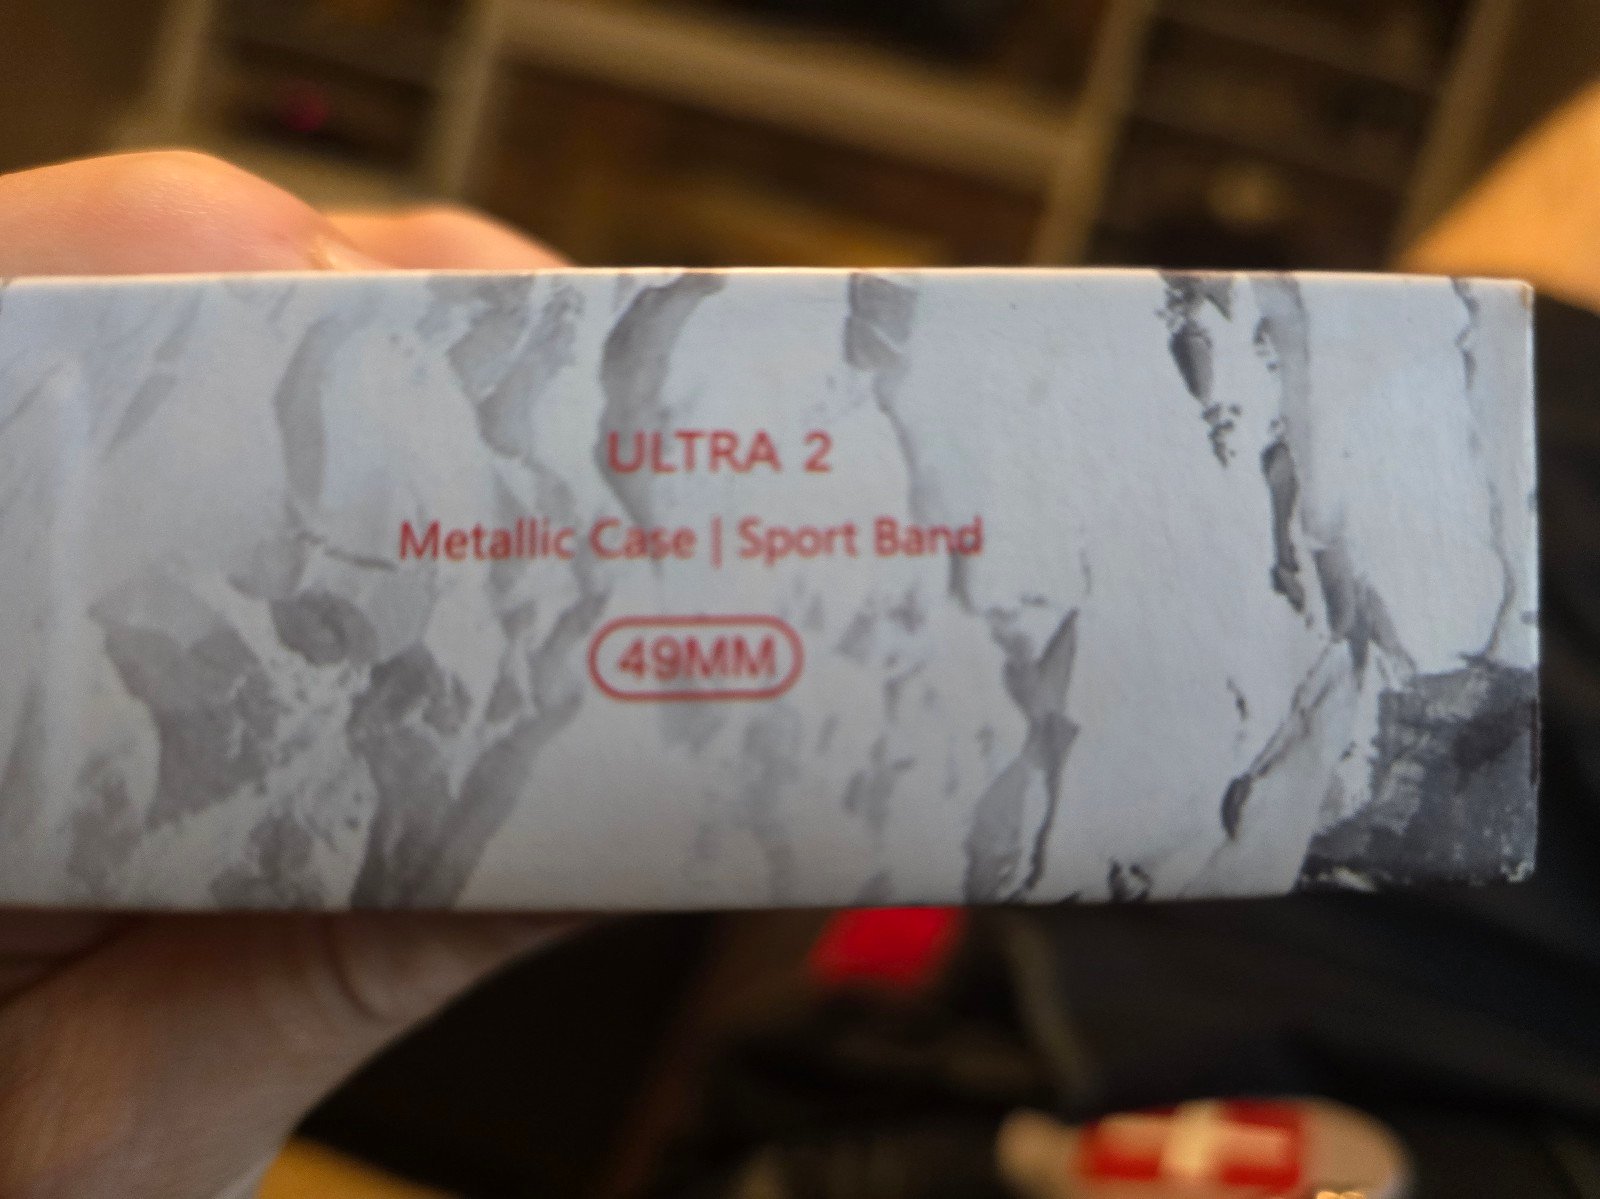 ULTRA 2
Metallic Case | Sport Band
49MM